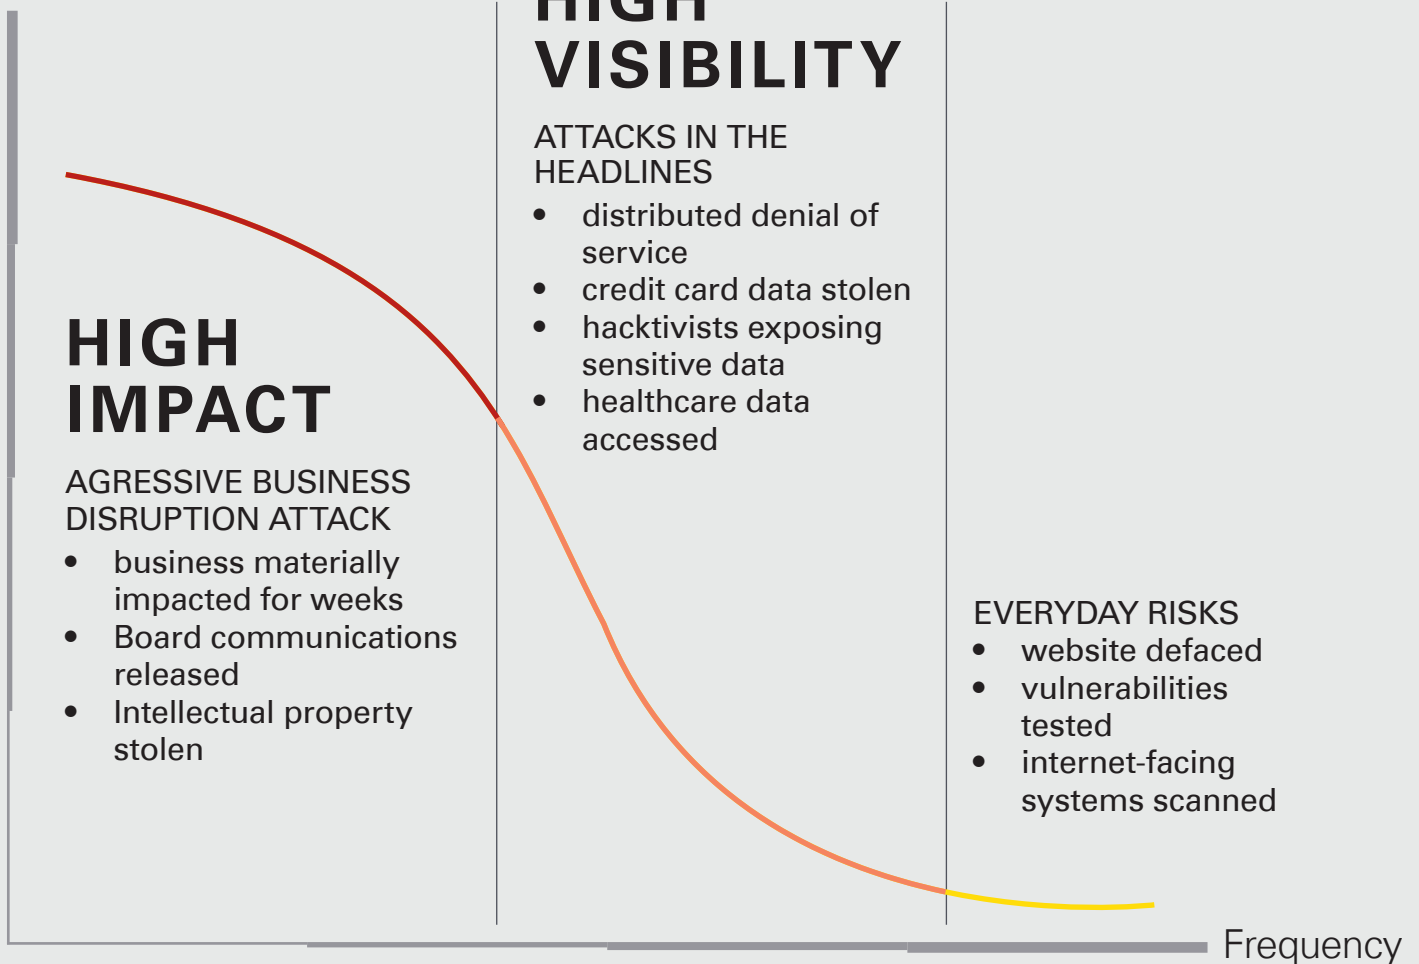 HIGH
IMPACT
AGRESSIVE BUSINESS
DISRUPTION ATTACK
• business materially
impacted for weeks
• Board communications
released
• Intellectual property
stolen
HIGH
VISIBILITY
ATTACKS IN THE
HEADLINES
• distributed denial of
service
• credit card data stolen
• hacktivists exposing
sensitive data
• healthcare data
accessed
EVERYDAY RISKS
• website defaced
• vulnerabilities
tested
• internet-facing
systems scanned
Frequency